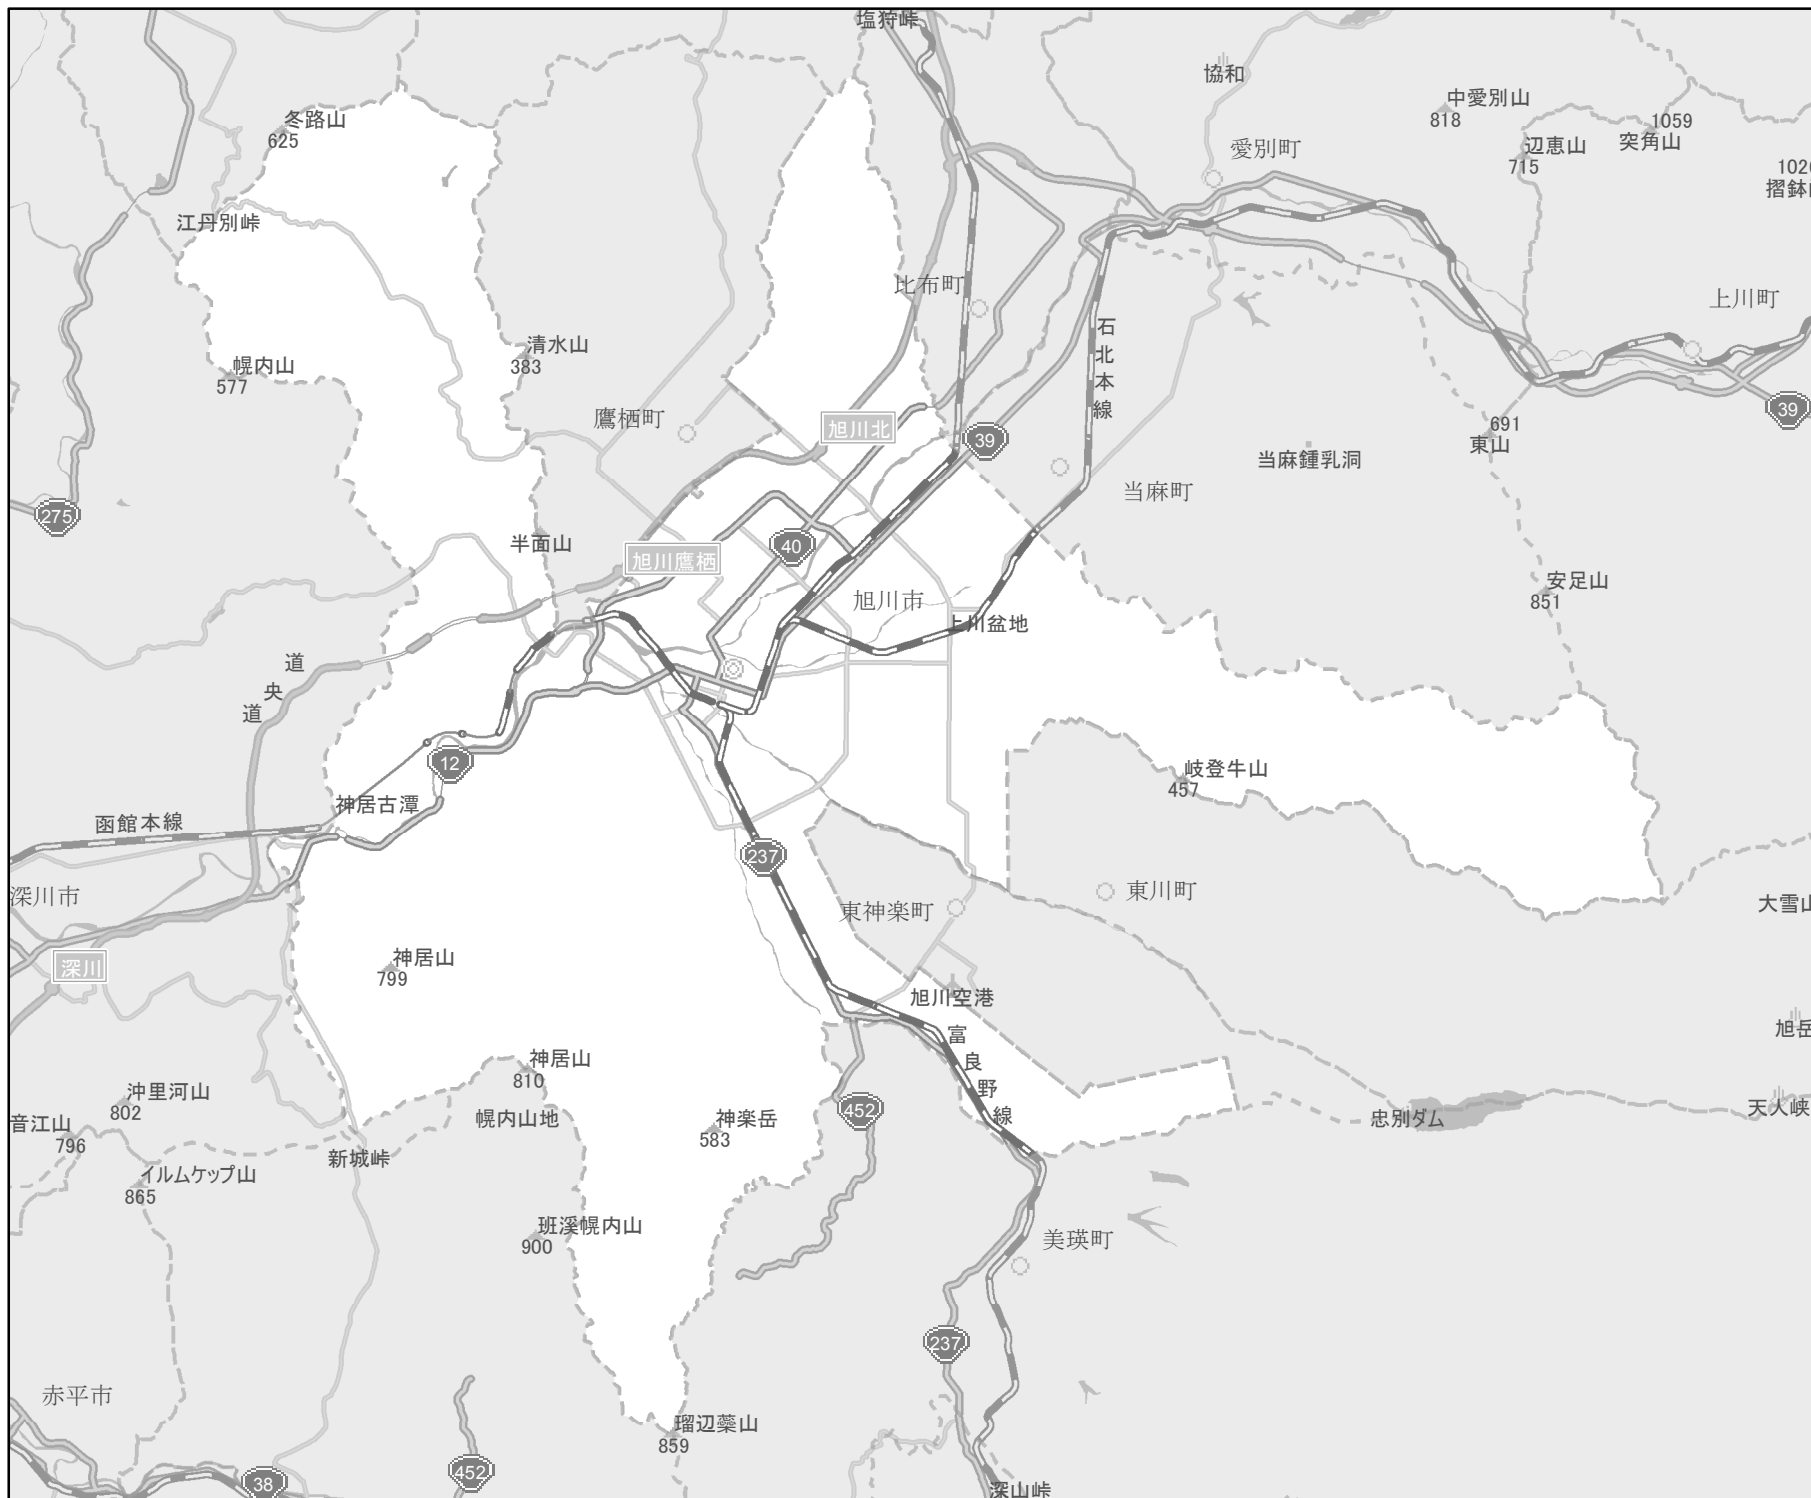 塩狩峠
協和
中愛別山
818
冬路山
625
1059
突角山
辺恵山
715
愛別町
江丹別峠
比布町
上川町
石北本線
清水山
383
幌内山
577
鷹栖町
旭川北
39
39
691
東山
当麻鍾乳洞
当麻町
275
半面山
旭川鷹栖
40
旭川市
上川盆地
安足山
851
道央道
12
岐登牛山
457
神居古潭
函館本線
237
深川市
東川町
東神楽町
大雪山
深川
神居山
799
旭川空港
旭岳
富良野線
神居山
810
沖里河山
802
幌内山地
神楽岳
583
452
忠別ダム
天人峡
音江山
796
新城峠
イルムケップ山
865
班渓幌内山
900
美瑛町
237
赤平市
瑠辺蘂山
859
452
38
深山峠